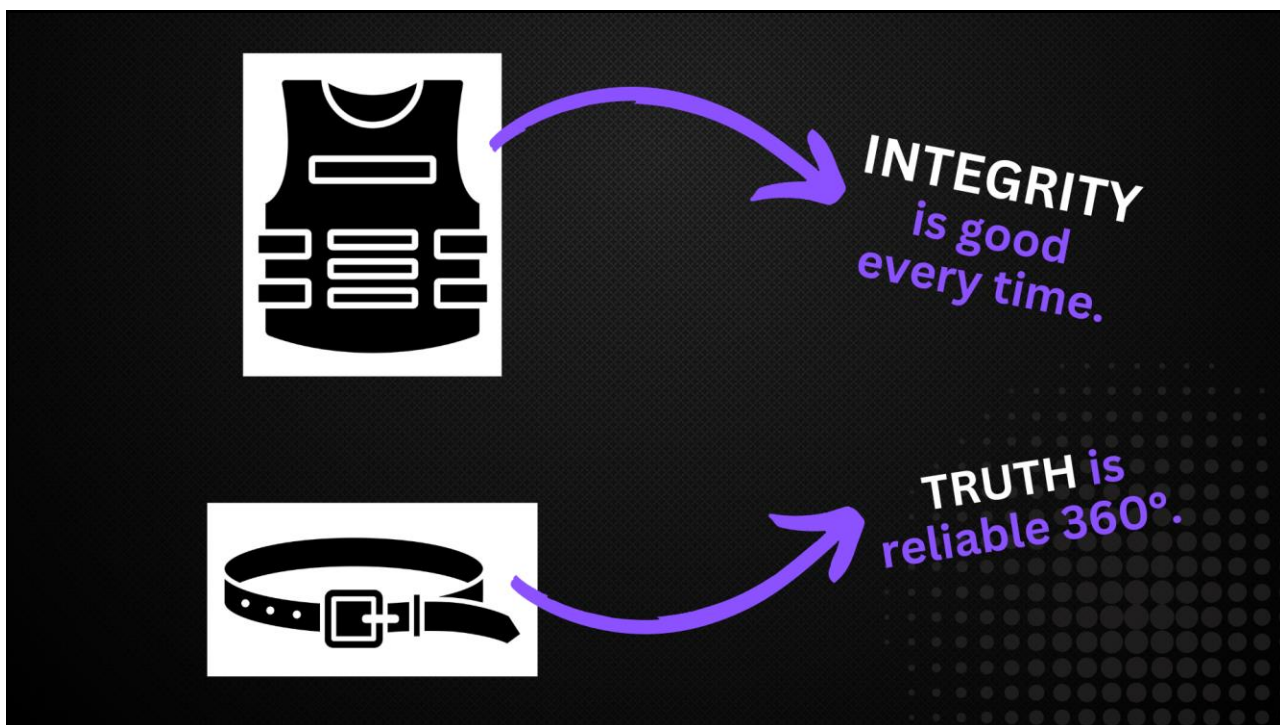 INTEGRITY
is good
every time.
TRUTH is
reliable 360°.